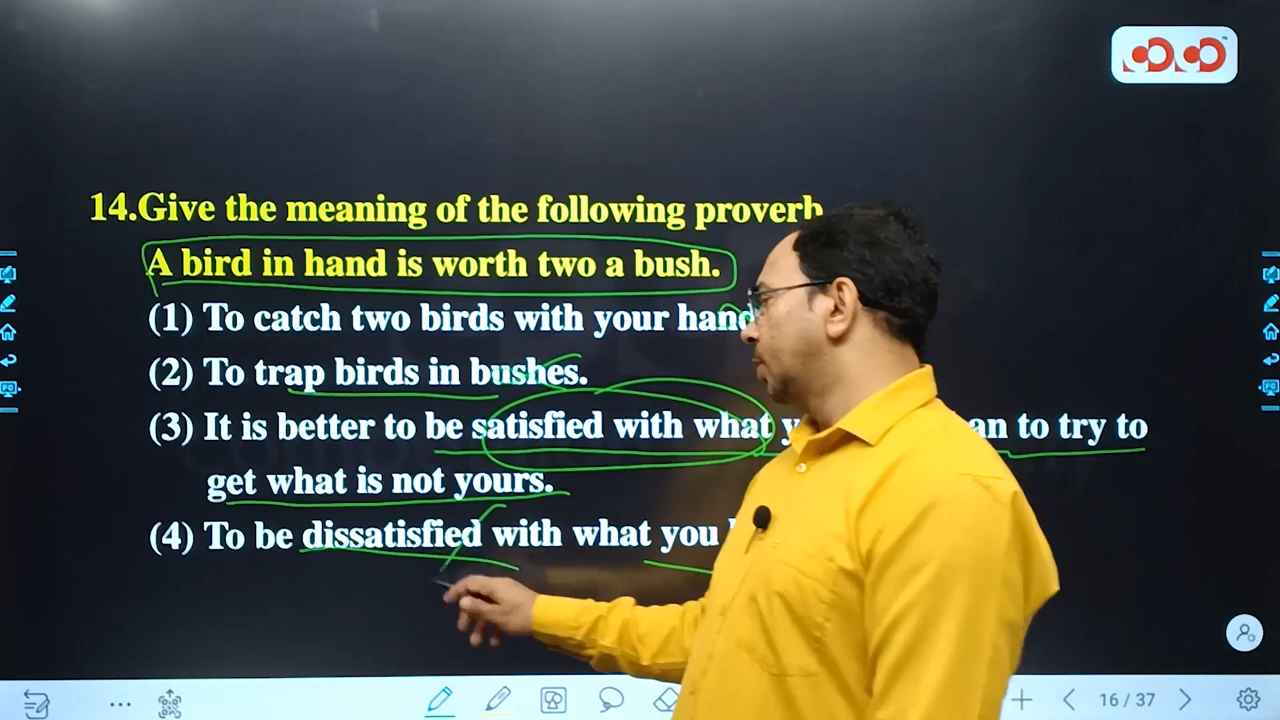 14.Give the meaning of the following proverb
A bird in hand is worth two a bush.
(1) To catch two birds with your hand
(2) To trap birds in bushes.
(3) It is better to be satisfied with what to try to
get what is not yours.
(4) To be dissatisfied with what you
16 / 37